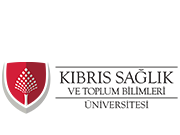 KIBRIS SAĞLIK
VE TOPLUM BİLİMLERİ
ÜNİVERSİTESİ